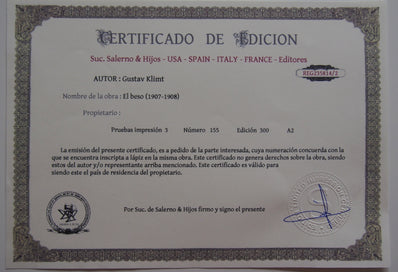 CERTIFICADO DE EDICION
Suc. Salerno & Hijos - USA - SPAIN - ITALY - FRANCE - Editores
REG235814/2
AUTOR : Gustav Klimt
Nombre de la obra : El beso (1907-1908)
Propietario :
Pruebas impresión 3 Número 155 Edición 300 A2
La emisión del presente certificado, es a pedido de la parte interesada, cuya numeración concuerda con la
que se encuentra inscripta a lápiz en la misma obra. Este certificado no genera derechos sobre la obra, siendo
estos del autor y/o representante arriba mencionado. Este certificado es válido para
siendo este el país de residencia del propietario.
Por Suc. de Salerno & Hijos firmo y signo el presente